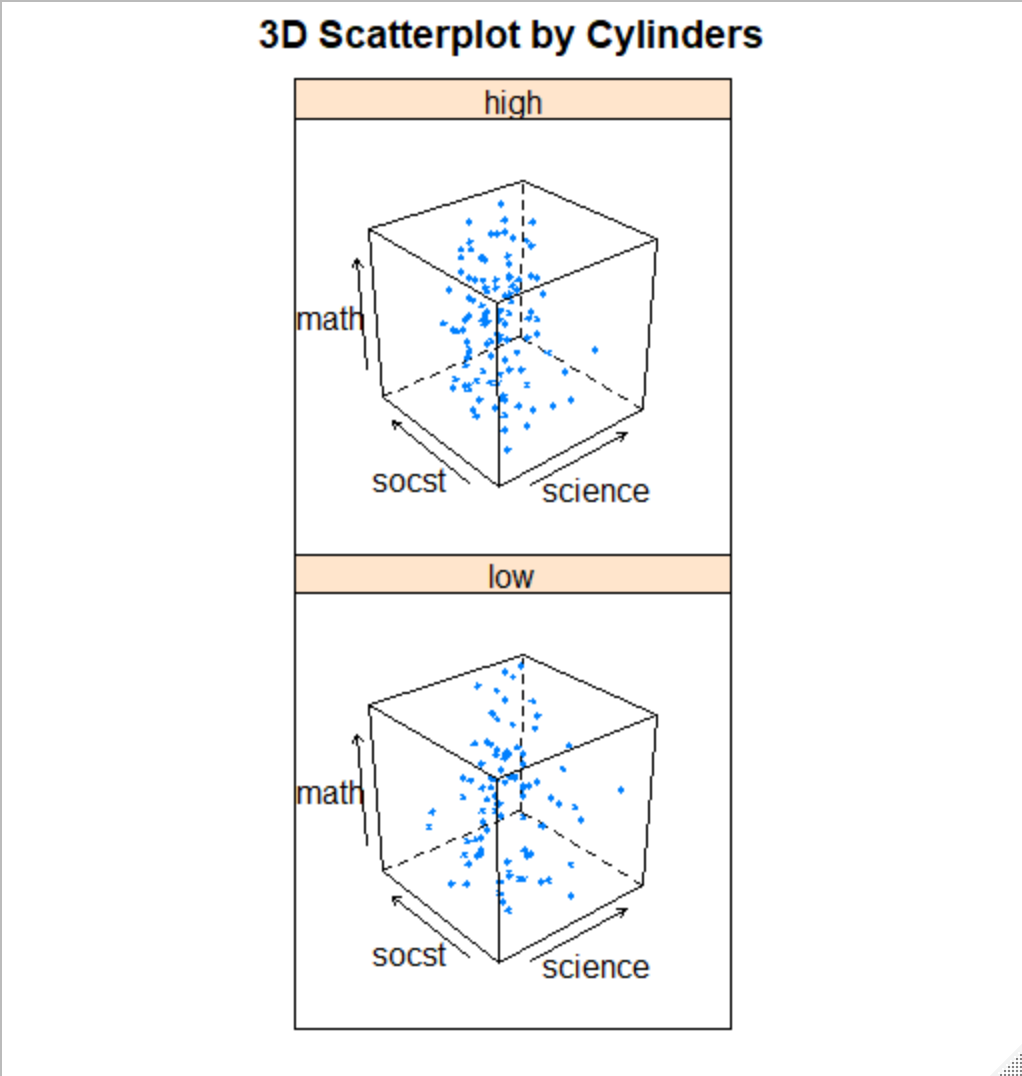 3D Scatterplot by Cylinders
high
math
socst
science
low
math
socst
science